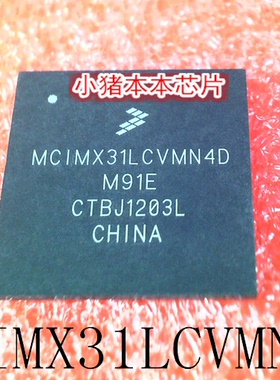 小猪本本芯片
MCIMX31LCVMN4D
M91E
CTBJ1203L
CHINA
IMX31LCVMN